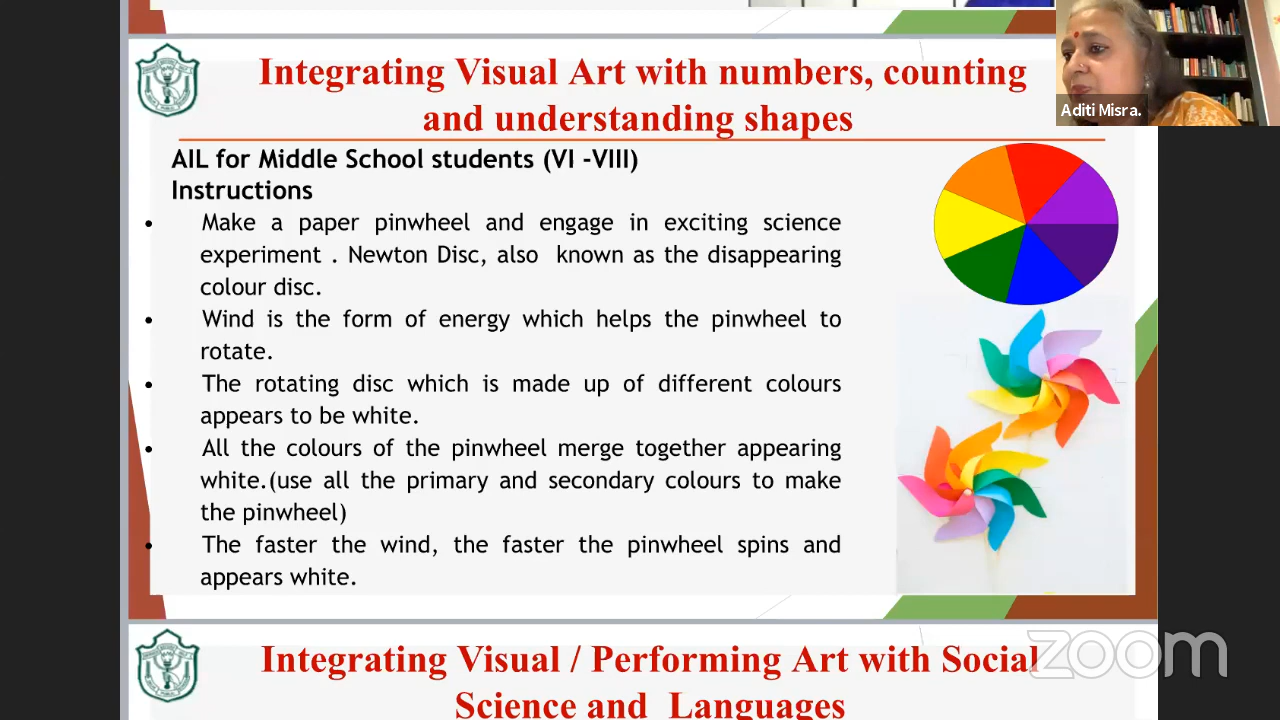 Integrating Visual Art with numbers, counting
and understanding shapes
Aditi Misra.
AIL for Middle School students (VI -VIII)
Instructions
• Make a paper pinwheel and engage in exciting science
experiment . Newton Disc, also known as the disappearing
colour disc.
• Wind is the form of energy which helps the pinwheel to
rotate.
• The rotating disc which is made up of different colours
appears to be white.
• All the colours of the pinwheel merge together appearing
white.(use all the primary and secondary colours to make
the pinwheel)
• The faster the wind, the faster the pinwheel spins and
appears white.
zoom
Integrating Visual / Performing Art with Social
Science and Languages